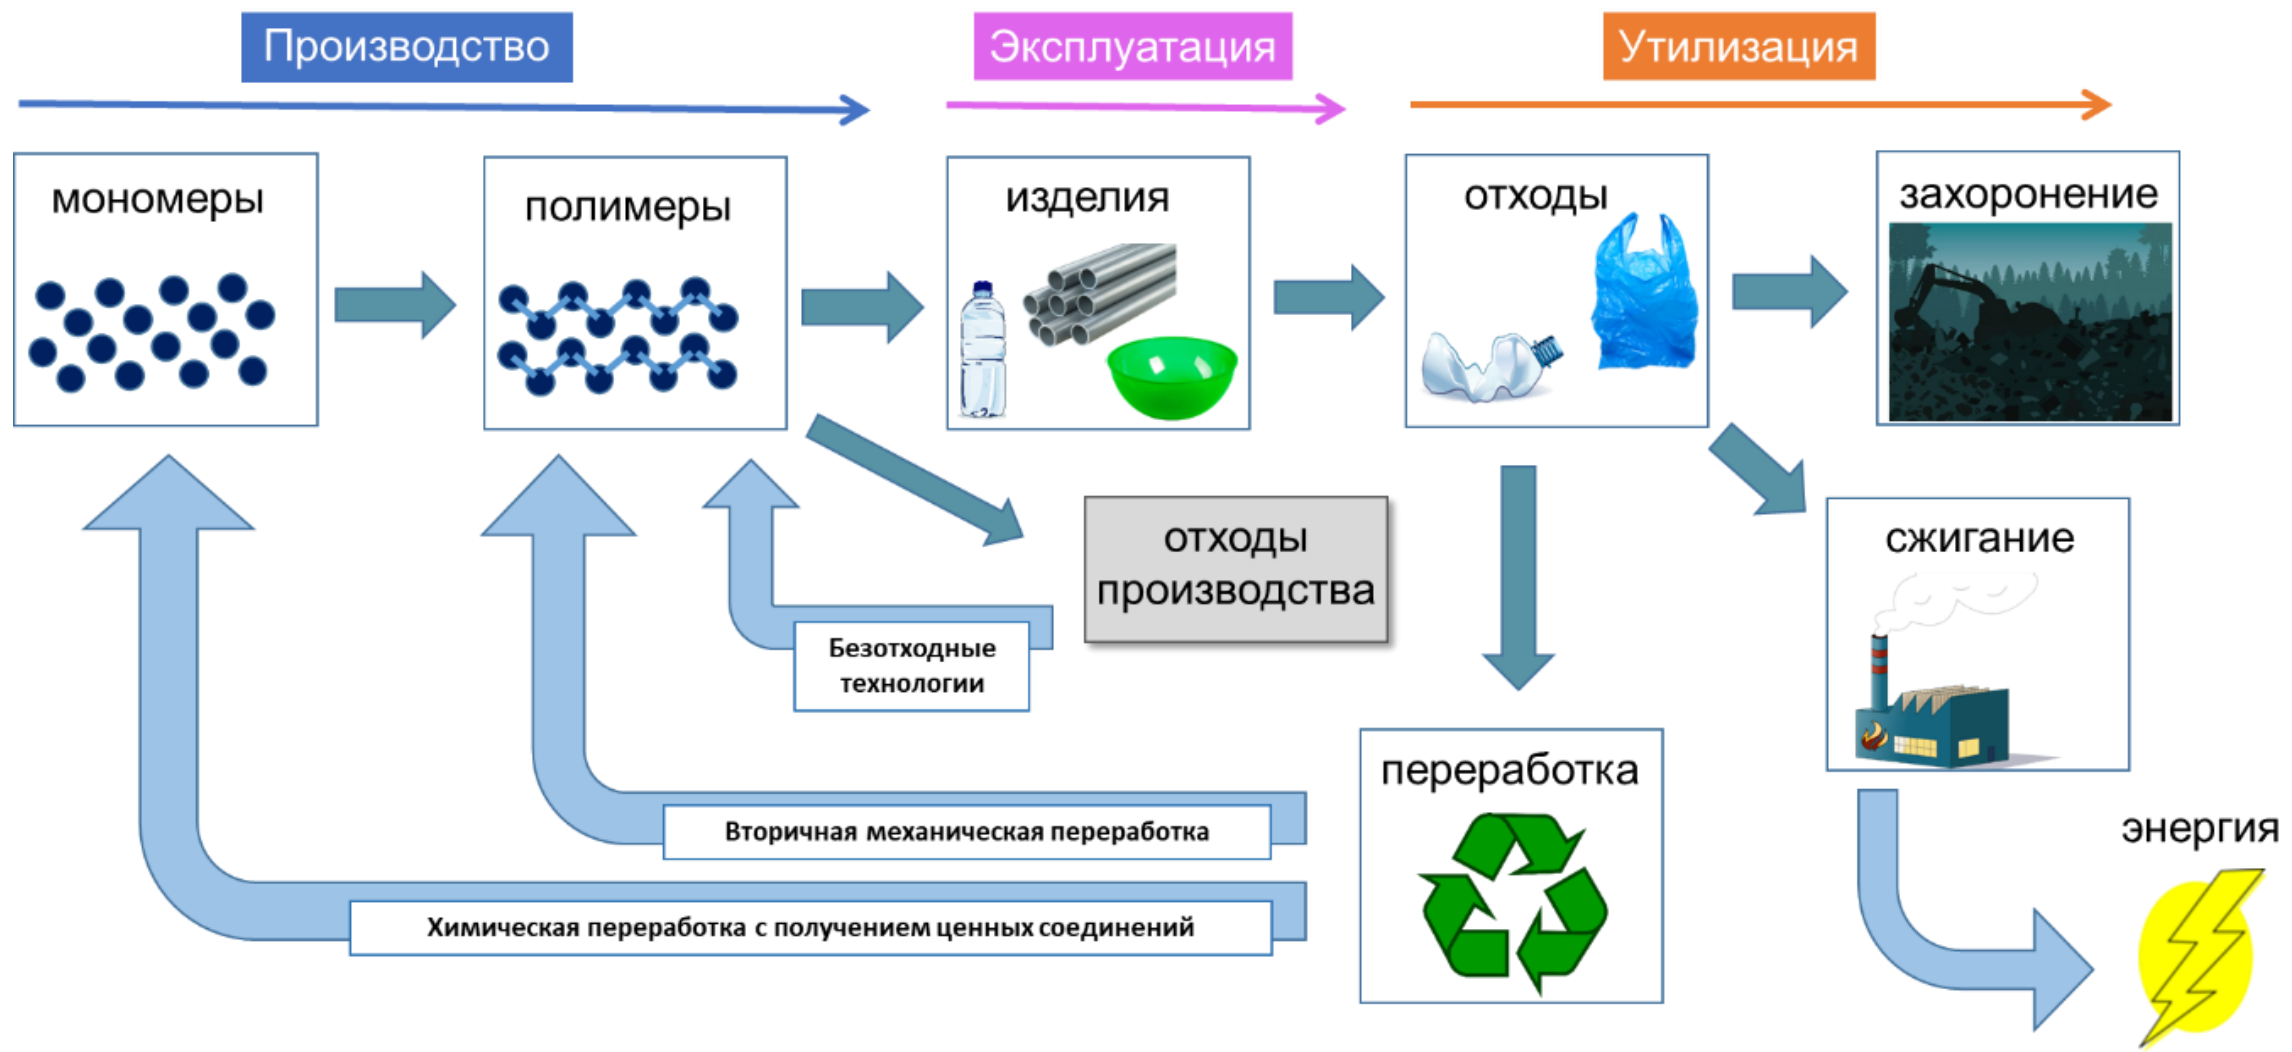 Производство
Эксплуатация
Утилизация
мономеры
полимеры
изделия
отходы
захоронение
отходы
производства
сжигание
Безотходные
технологии
переработка
Вторичная механическая переработка
энергия
Химическая переработка с получением ценных соединений